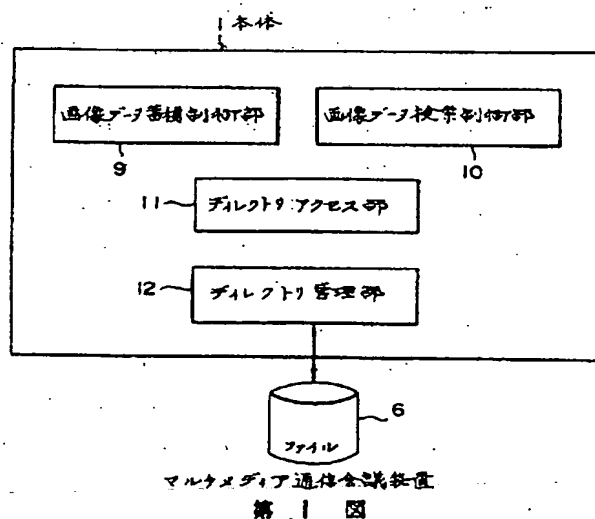 1 本体
画像データ蓄積制御部
画像データ検索制御部
9
10
11 ディレクトリアクセス部
12 ディレクトリ管理部
6
ファイル
マルチメディア通信会議装置
第 1 図